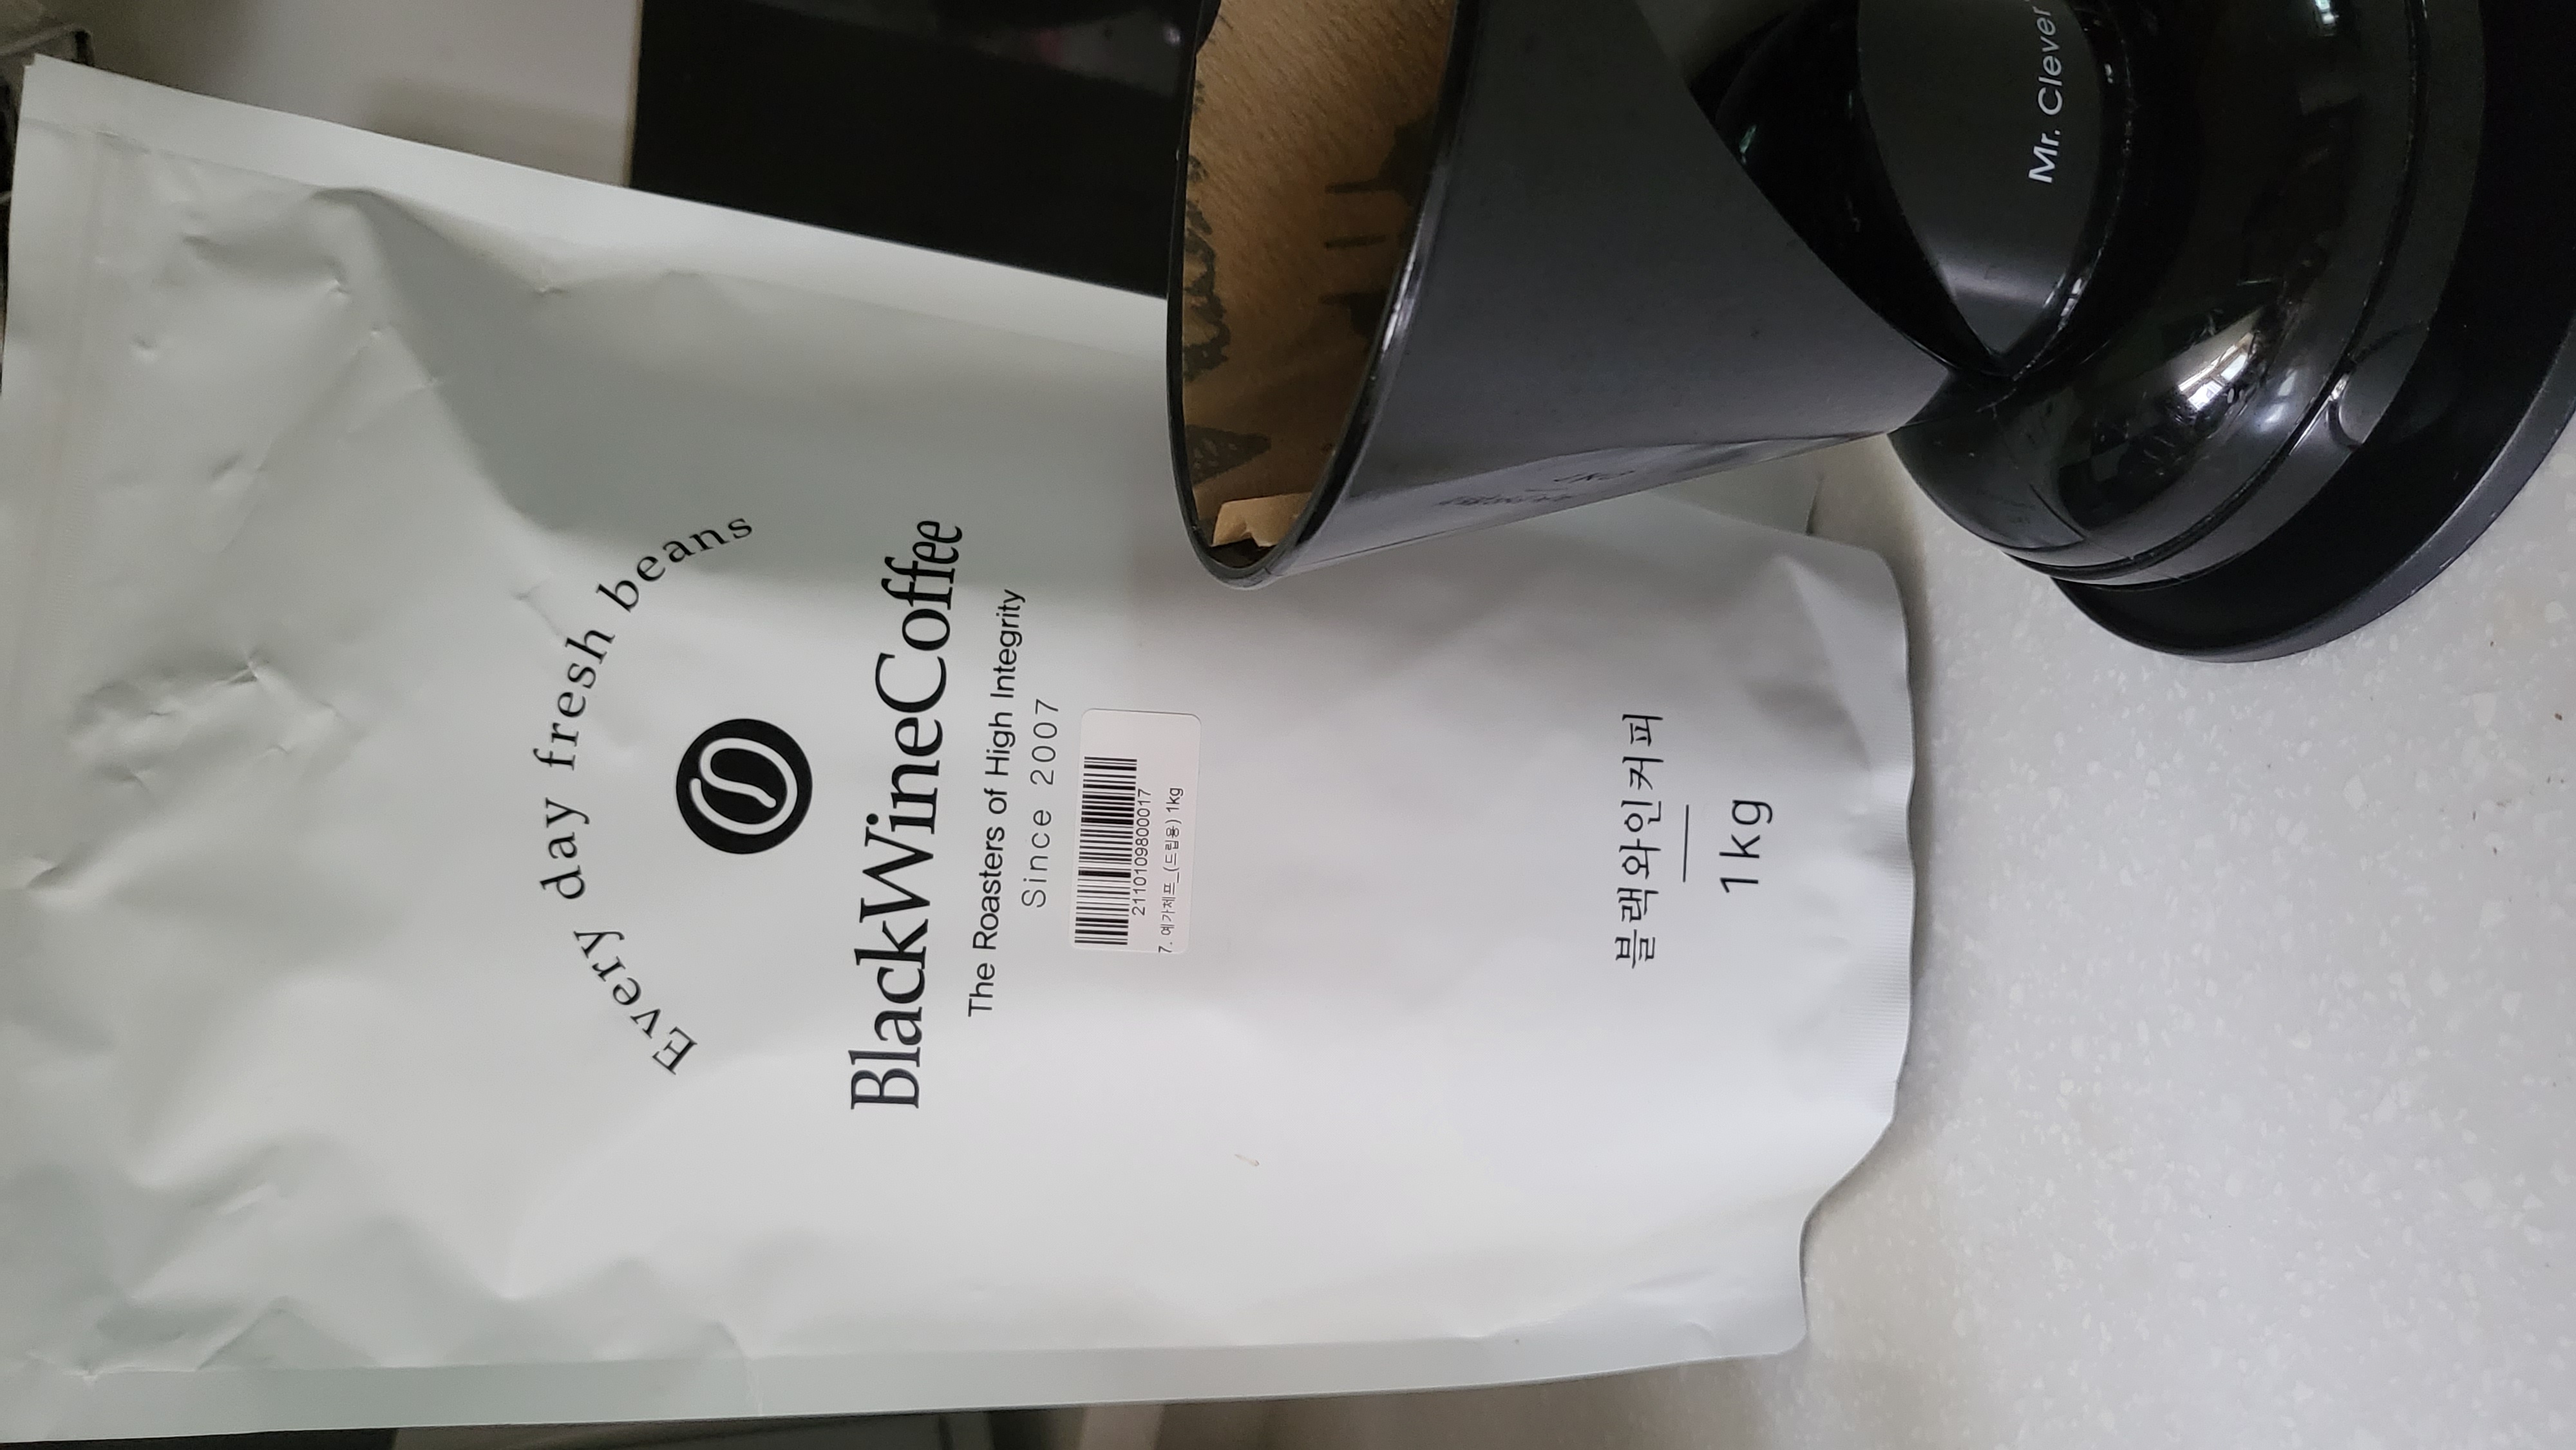 Every day fresh beans
BlackWineCoffee
The Roasters of High Integrity
Since 2007
2110109800017
7. 예가체프_(드립용) 1kg
블랙와인커피
1kg
Mr. Clever